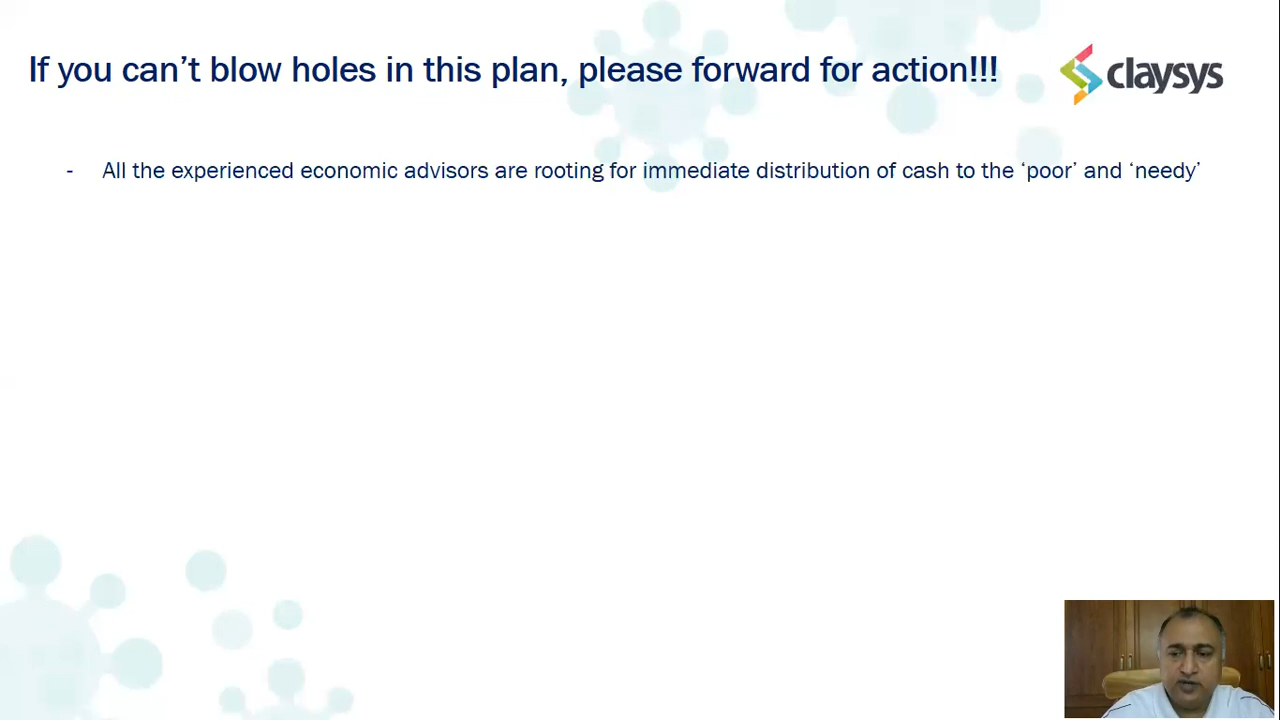 If you can’t blow holes in this plan, please forward for action!!!
claysys
- All the experienced economic advisors are rooting for immediate distribution of cash to the ‘poor’ and ‘needy’